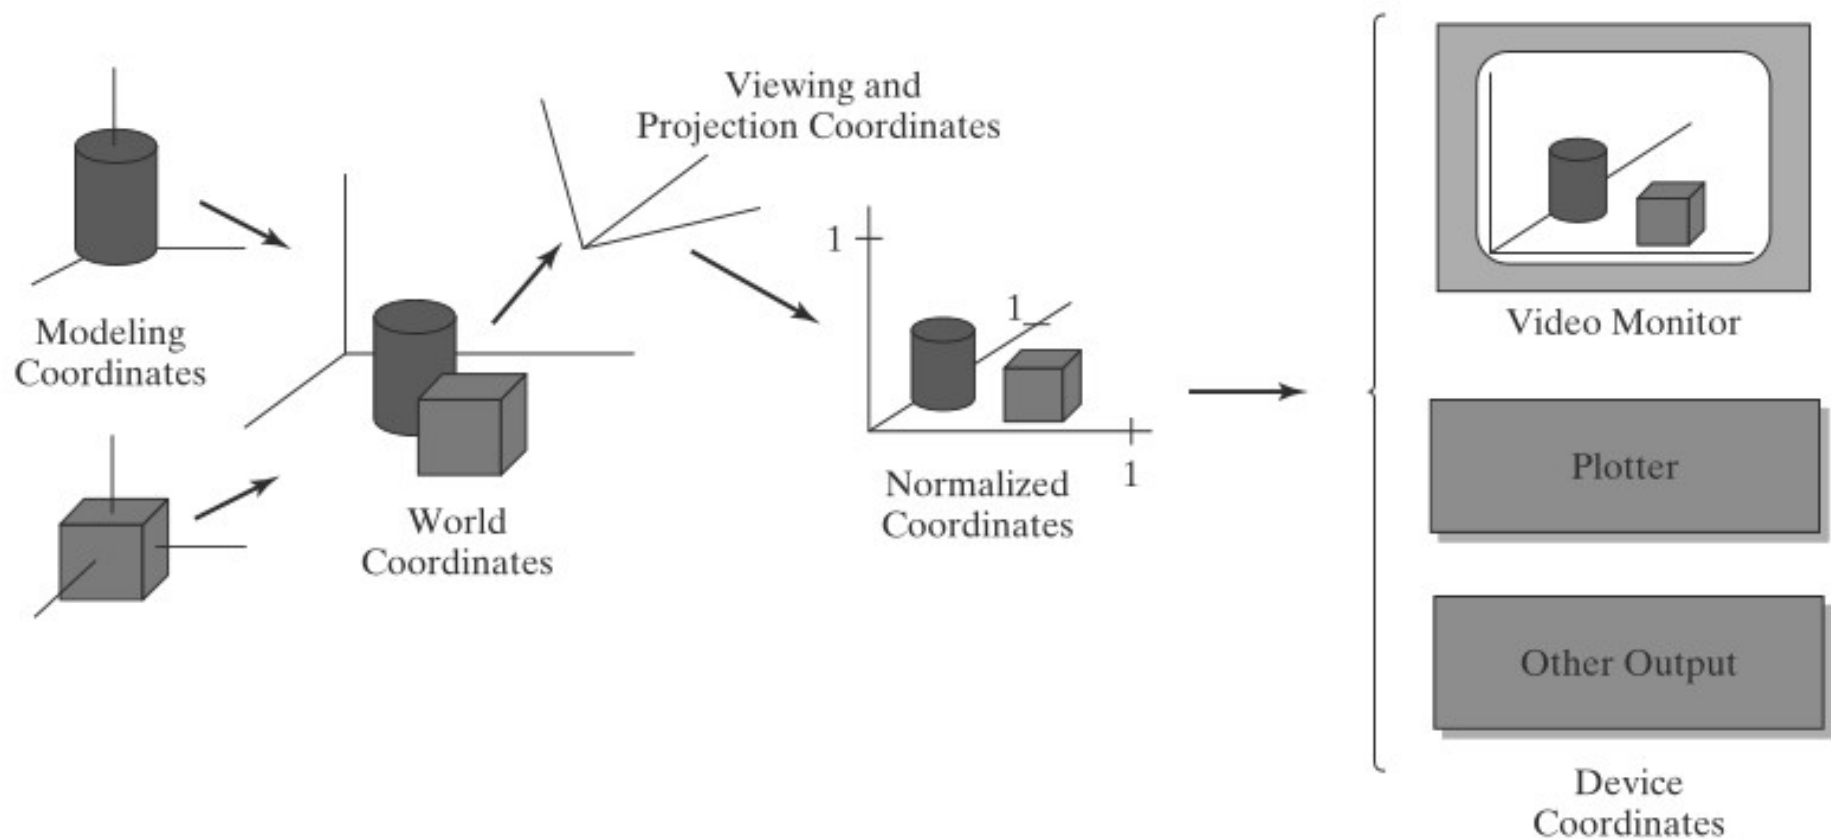 Modeling
Coordinates
World
Coordinates
Viewing and
Projection Coordinates
1
1
1
Normalized
Coordinates
Video Monitor
Plotter
Other Output
Device
Coordinates